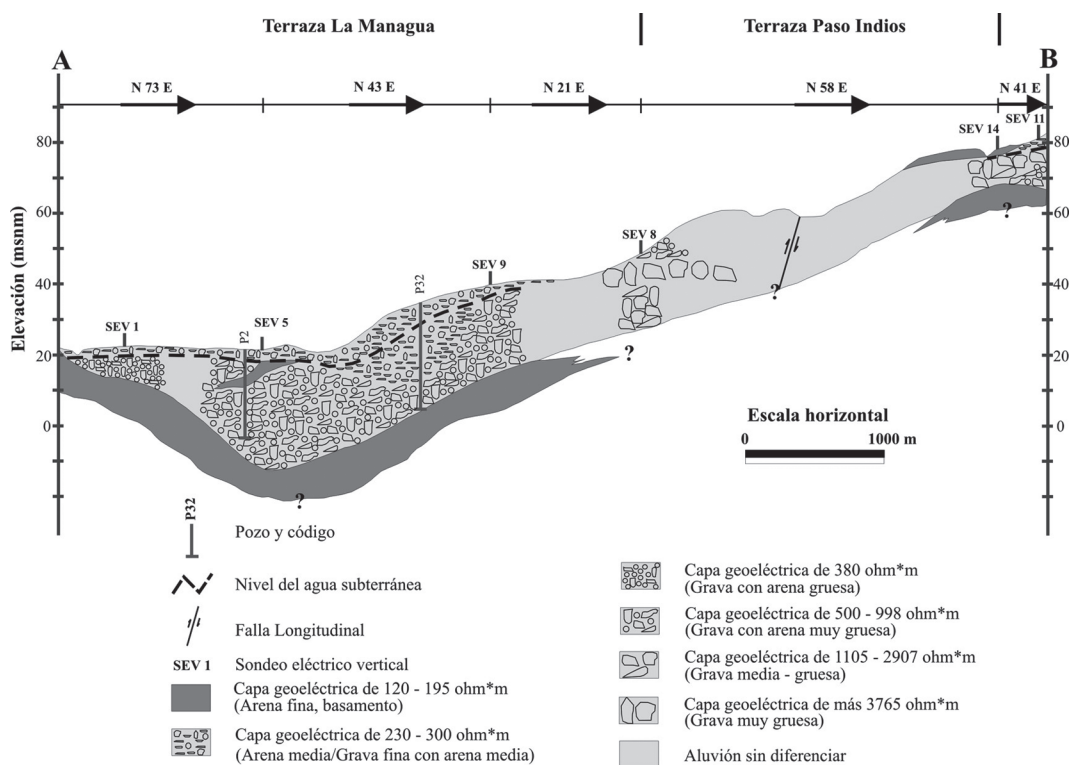 Terraza La Managua
Terraza Paso Indios
A
B
N 73 E
N 43 E
N 21 E
N 58 E
N 41 E
SEV 14
SEV 11
80
80
60
60
40
40
20
20
0
0
Elevación (msnm)
SEV 8
SEV 9
P32
SEV 1
P2
SEV 5
?
?
?
?
Escala horizontal
0
1000 m
P32
Pozo y código
Nivel del agua subterránea
Falla Longitudinal
SEV 1
Sondeo eléctrico vertical
Capa geoeléctrica de 120 - 195 ohm*m
(Arena fina, basamento)
Capa geoeléctrica de 230 - 300 ohm*m
(Arena media/Grava fina con arena media)
Capa geoeléctrica de 380 ohm*m
(Grava con arena gruesa)
Capa geoeléctrica de 500 - 998 ohm*m
(Grava con arena muy gruesa)
Capa geoeléctrica de 1105 - 2907 ohm*m
(Grava media - gruesa)
Capa geoeléctrica de más 3765 ohm*m
(Grava muy gruesa)
Aluvión sin diferenciar